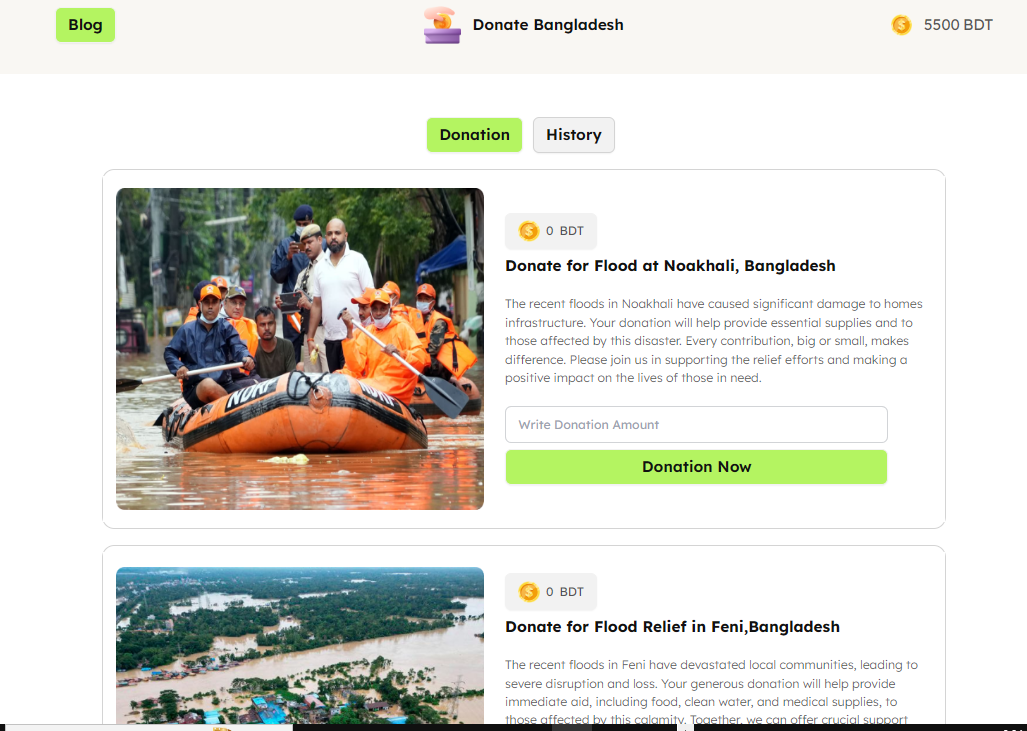 Blog
Donate Bangladesh
5500 BDT
Donation
History
0 BDT
Donate for Flood at Noakhali, Bangladesh
The recent floods in Noakhali have caused significant damage to homes
infrastructure. Your donation will help provide essential supplies and to
those affected by this disaster. Every contribution, big or small, makes
difference. Please join us in supporting the relief efforts and making a
positive impact on the lives of those in need.
Write Donation Amount
Donation Now
NDRF
0 BDT
Donate for Flood Relief in Feni,Bangladesh
The recent floods in Feni have devastated local communities, leading to
severe disruption and loss. Your generous donation will help provide
immediate aid, including food, clean water, and medical supplies, to
those affected by this calamity. Together, we can offer crucial support